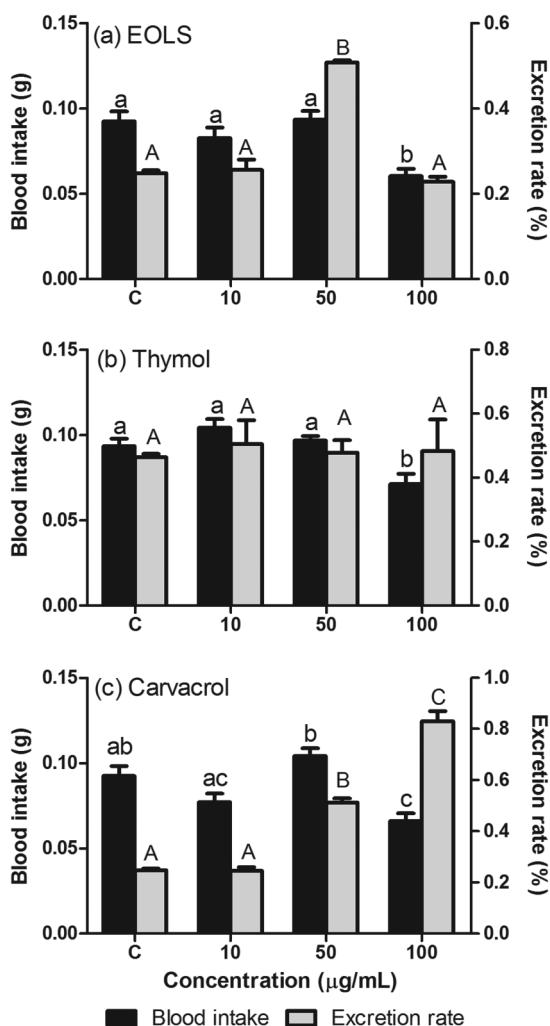 (a) EOLS
Blood intake (g)
0.15
0.10
0.05
0.00
a A a A a B b A
0.6
0.4
0.2
0.0
Excretion rate (%)
C 10 50 100
(b) Thymol
Blood intake (g)
0.15
0.10
0.05
0.00
a A a A a A b A
0.8
0.6
0.4
0.2
0.0
Excretion rate (%)
C 10 50 100
(c) Carvacrol
Blood intake (g)
0.15
0.10
0.05
0.00
ab A ac A b B c C
1.0
0.8
0.6
0.4
0.2
0.0
Excretion rate (%)
C 10 50 100
Concentration (μg/mL)
Blood intake Excretion rate